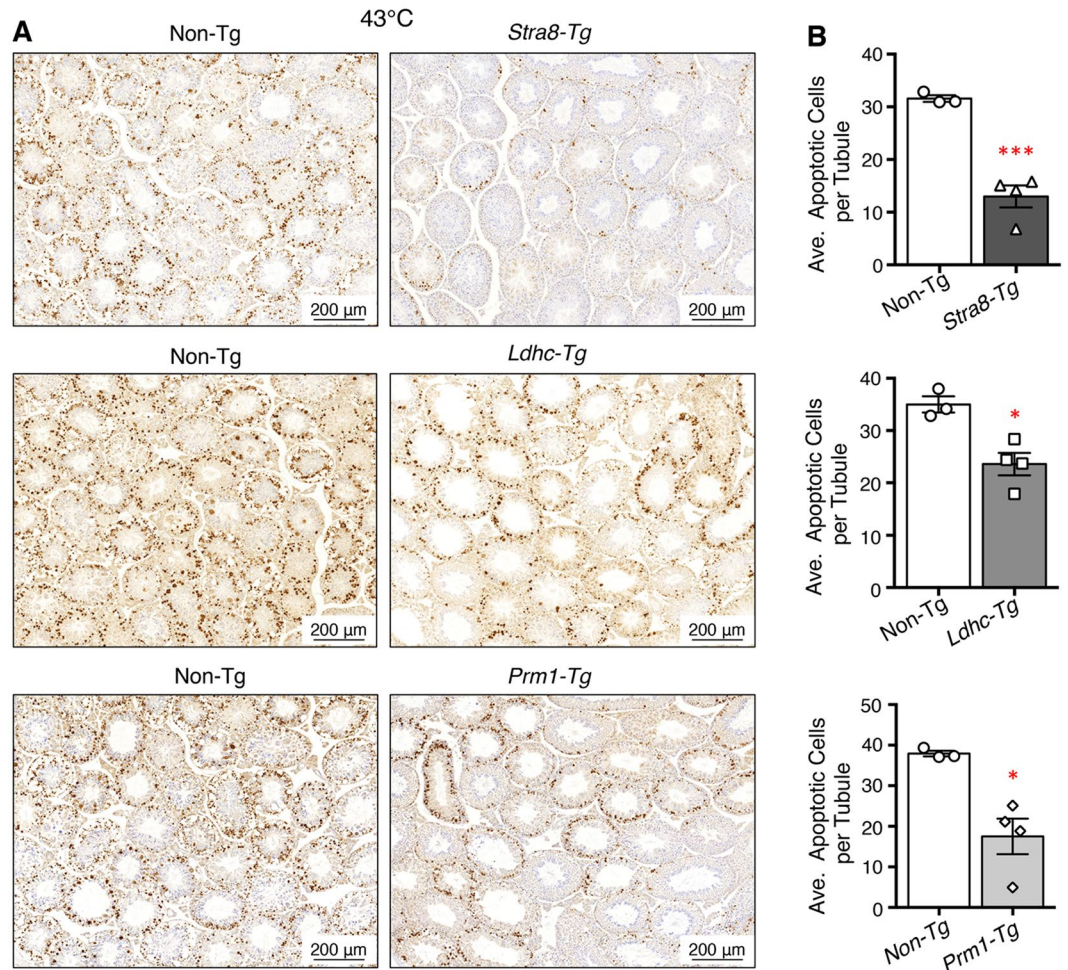 A
43°C
Non-Tg
Stra8-Tg
200 µm
200 µm
Non-Tg
Ldhc-Tg
200 µm
200 µm
Non-Tg
Prm1-Tg
200 µm
200 µm
B
Ave. Apoptotic Cells
per Tubule
40
30
20
10
0
***
Non-Tg
Stra8-Tg
Ave. Apoptotic Cells
per Tubule
40
30
20
10
0
*
Non-Tg
Ldhc-Tg
Ave. Apoptotic Cells
per Tubule
50
40
30
20
10
0
*
Non-Tg
Prm1-Tg